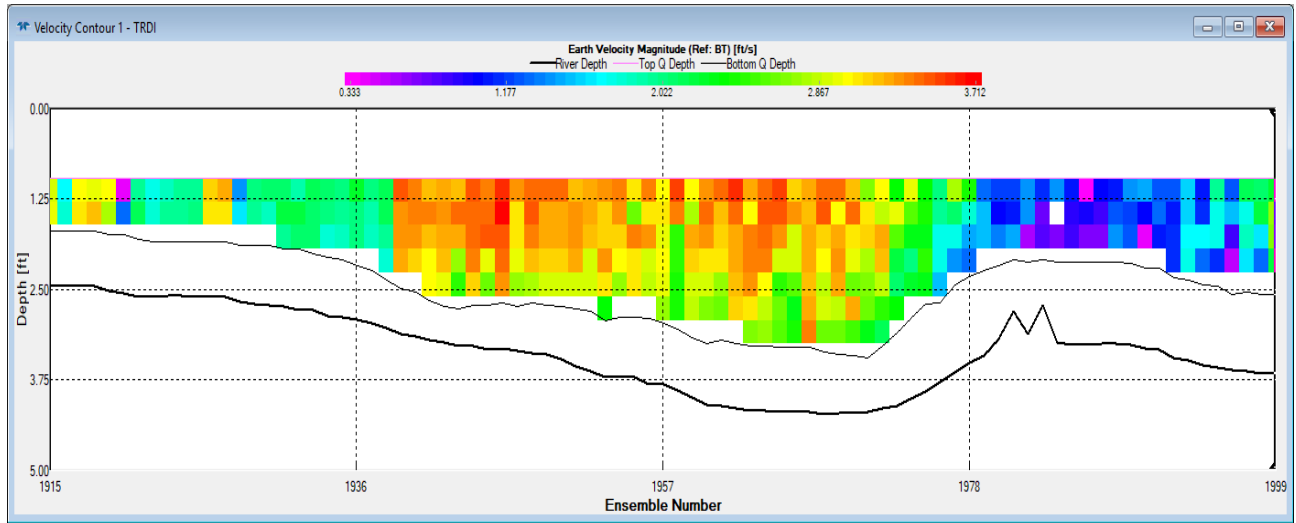 Velocity Contour 1 - TRDI
Earth Velocity Magnitude (Ref: BT) [ft/s]
River Depth Top Q Depth Bottom Q Depth
0.333 1.177 2.022 2.867 3.712
0.00
1.25
2.50
3.75
5.00
Depth [ft]
1915 1936 1957 1978 1999
Ensemble Number